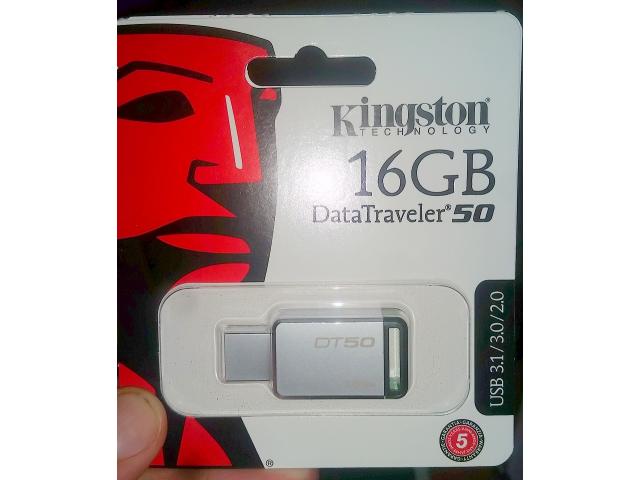 Kingston®
TECHNOLOGY
16GB
DataTraveler®50
DT50
USB 3.1/3.0/2.0
5
®